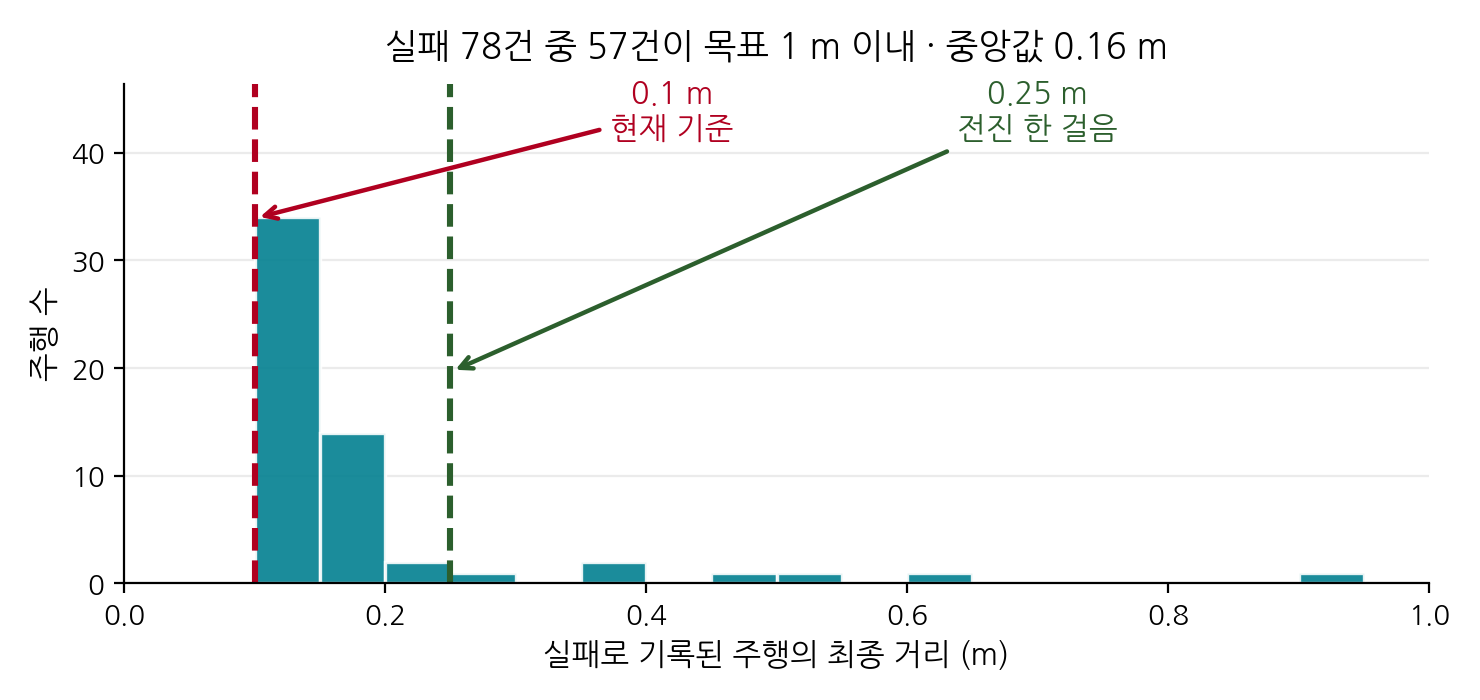 실패 78건 중 57건이 목표 1 m 이내 · 중앙값 0.16 m
0.1 m
현재 기준
0.25 m
전진 한 걸음
40
30
20
10
0
주행 수
0.0 0.2 0.4 0.6 0.8 1.0
실패로 기록된 주행의 최종 거리 (m)